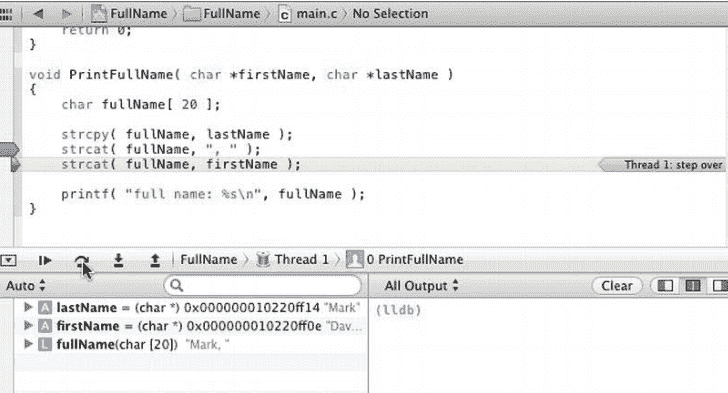 FullName 〉 FullName 〉 main.c 〉 No Selection
return 0;
}
void PrintFullName( char *firstName, char *lastName )
{
char fullName[ 20 ];
strcpy( fullName, lastName );
strcat( fullName, ", " );
strcat( fullName, firstName );
Thread 1: step over
printf( "full name: %s\n", fullName );
}
FullName 〉 Thread 1 〉 0 PrintFullName
Auto
All Output
Clear
lastName = (char *) 0x000000010220ff14 "Mark"
A
firstName = (char *) 0x000000010220ff0e "Dav...
A
fullName(char [20]) "Mark, "
L
(lldb)